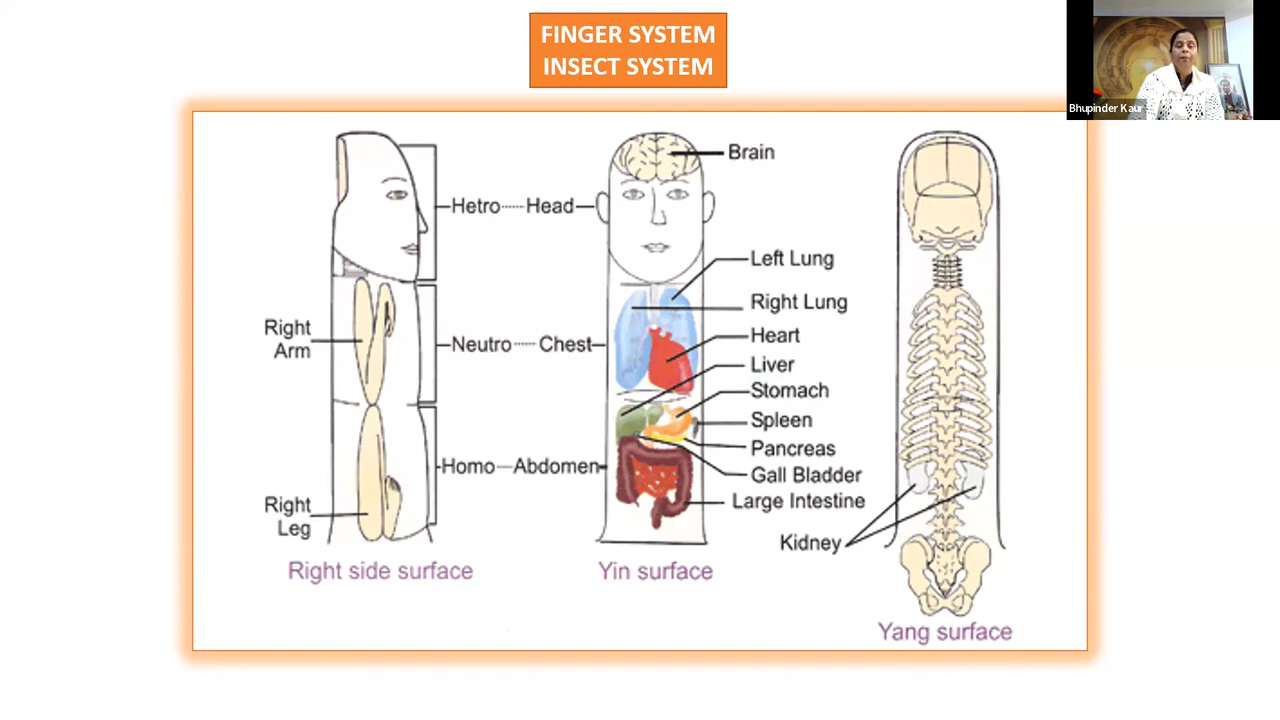 FINGER SYSTEM
INSECT SYSTEM
Bhupinder Kaur
Brain
Hetro
Head
Left Lung
Right Lung
Right
Arm
Neutro
Chest
Heart
Liver
Stomach
Spleen
Pancreas
Homo
Abdomen
Gall Bladder
Large Intestine
Right
Leg
Kidney
Right side surface
Yin surface
Yang surface